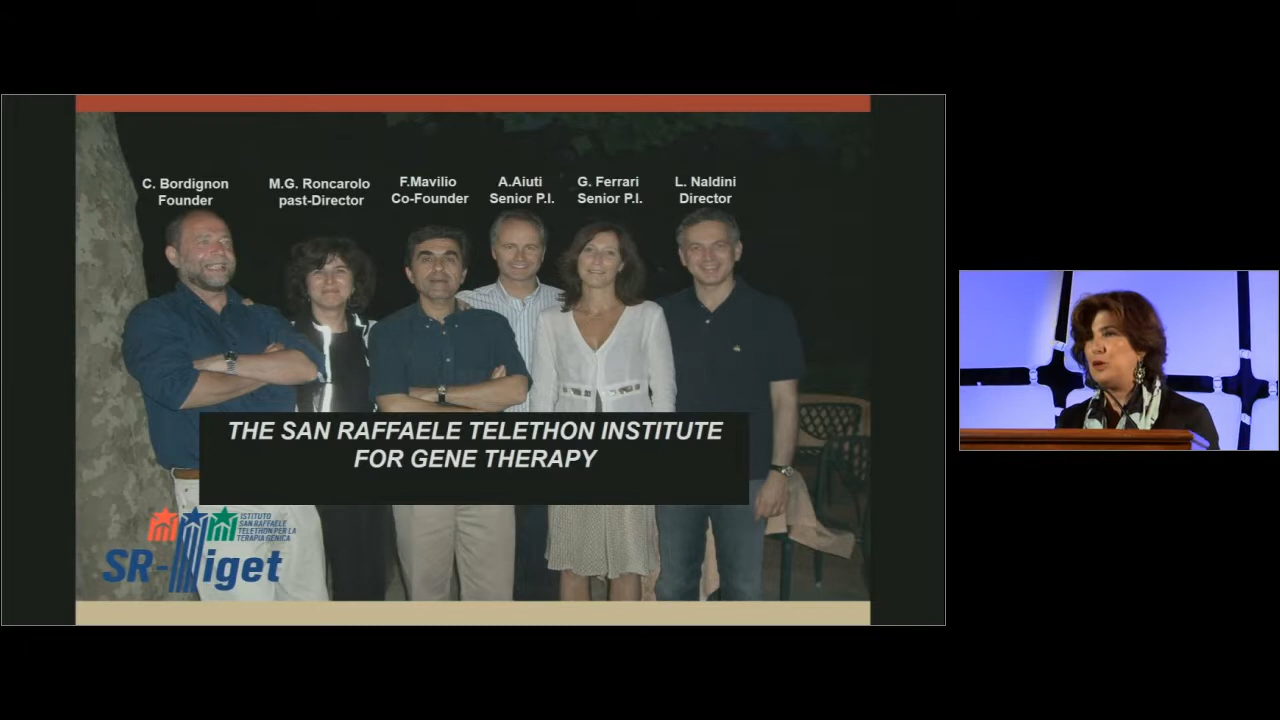 C. Bordignon
Founder
M.G. Roncarolo
past-Director
F.Mavilio
Co-Founder
A.Aiuti
Senior P.I.
G. Ferrari
Senior P.I.
L. Naldini
Director
THE SAN RAFFAELE TELETHON INSTITUTE
FOR GENE THERAPY
ISTITUTO
SAN RAFFAELE
TELETHON PER LA
TERAPIA GENICA
SR-Tiget